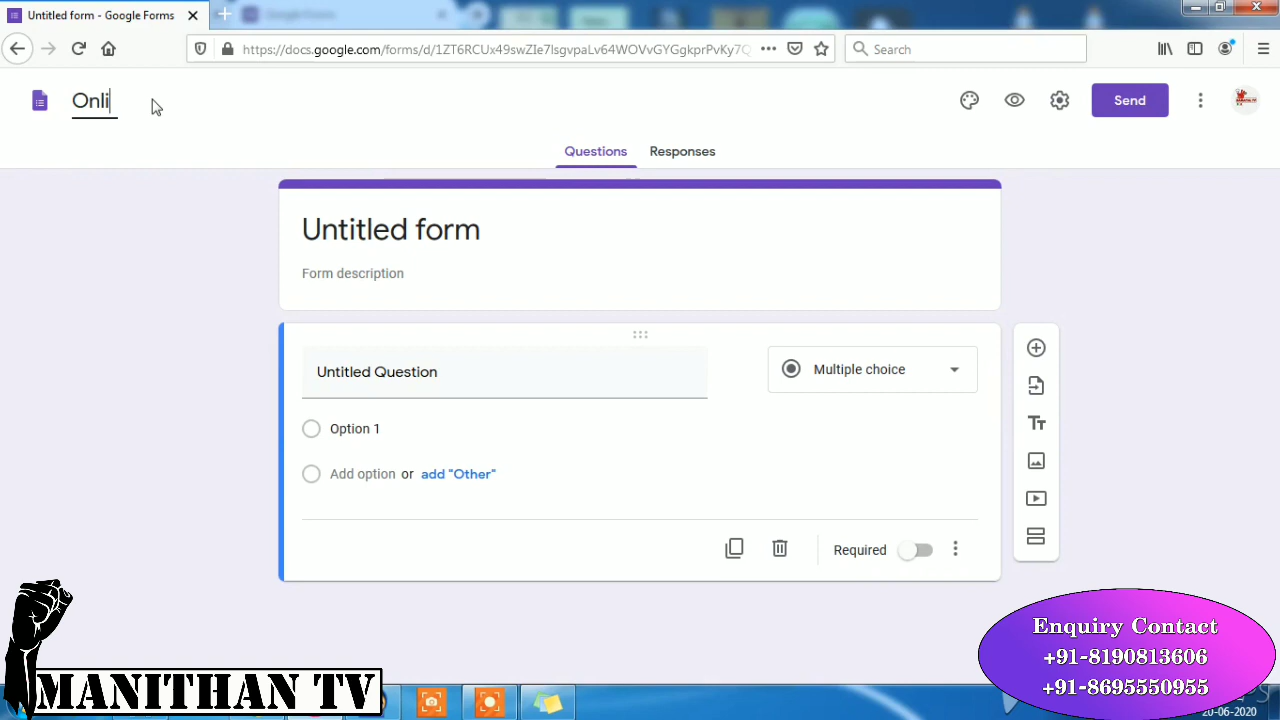 Untitled form - Google Forms
Google Forms
https://docs.google.com/forms/d/1ZT6RCUx49swZIe7lsgvpaLv64WOVvGYGgkprPvKy7Q
Search
Onli
Send
Questions
Responses
Untitled form
Form description
Untitled Question
Multiple choice
Option 1
Add option or add "Other"
Required
Enquiry Contact
+91-8190813606
+91-8695550955
MANITHAN TV
20-06-2020